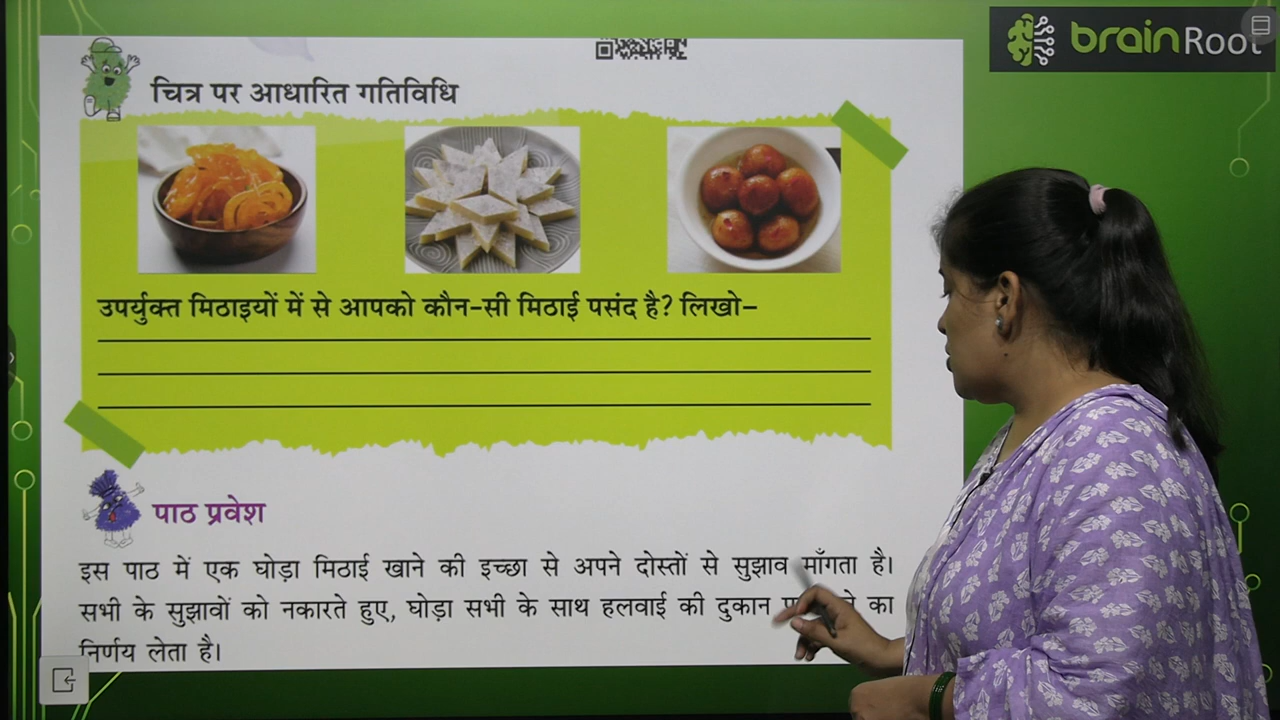 brainRoot
चित्र पर आधारित गतिविधि
उपर्युक्त मिठाइयों में से आपको कौन-सी मिठाई पसंद है? लिखो–
पाठ प्रवेश
इस पाठ में एक घोड़ा मिठाई खाने की इच्छा से अपने दोस्तों से सुझाव माँगता है।
सभी के सुझावों को नकारते हुए, घोड़ा सभी के साथ हलवाई की दुकान का
निर्णय लेता है।